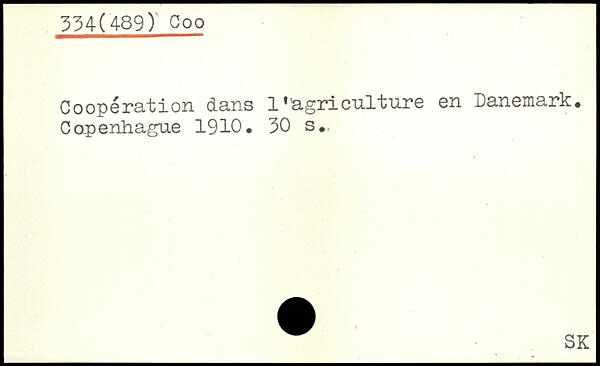 334(489) Coo
Coopération dans l'agriculture en Danemark.
Copenhague 1910. 30 s.
SK